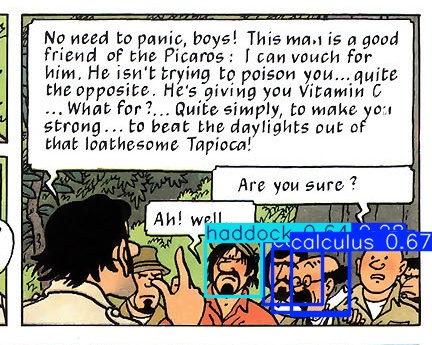 No need to panic, boys! This man is a good
friend of the Picaros: I can vouch for
him. He isn't trying to poison you...quite
the opposite. He's giving you Vitamin C
...What for?... Quite simply, to make you
strong... to beat the daylights out of
that loathesome Tapioca!
Are you sure?
Ah! well
haddock 0.64
calculus 0.67